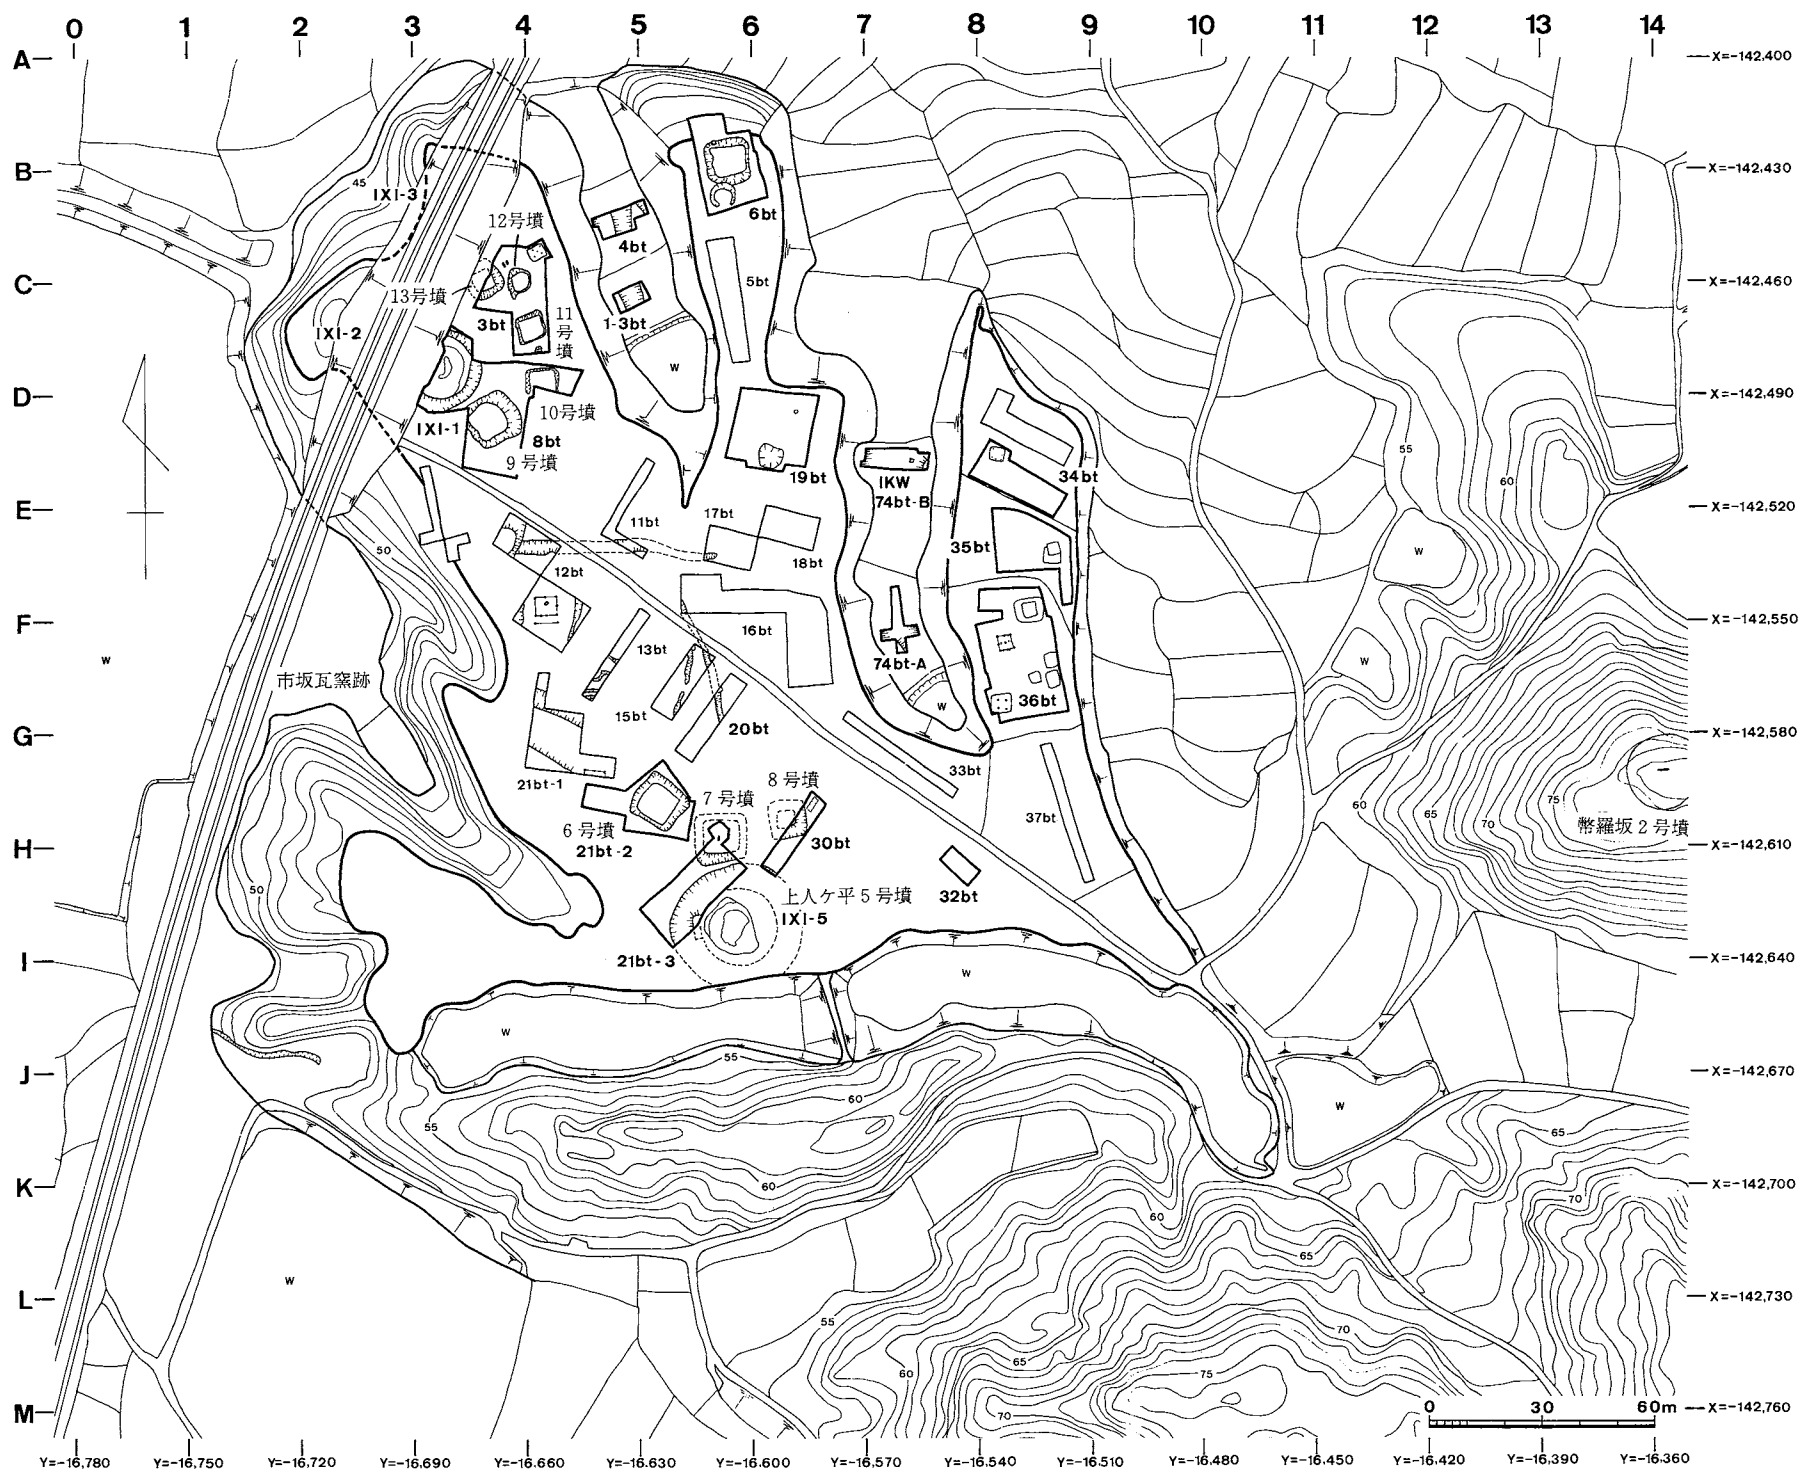 0 1 2 3 4 5 6 7 8 9 10 11 12 13 14
A
X=-142,400
B
X=-142,430
45
IXI-3
12号墳
6bt
4bt
C
X=-142,460
13号墳
5bt
3bt
11号墳
1-3bt
IXI-2
W
D
X=-142,490
10号墳
IXI-1
8bt
9号墳
55
19bt
IKW
74bt-B
34bt
60
E
X=-142,520
11bt
17bt
50
12bt
18bt
35bt
W
F
X=-142,550
16bt
13bt
74bt-A
W
W
市坂瓦窯跡
15bt
20bt
W
36bt
G
X=-142,580
21bt-1
33bt
7号墳
8号墳
60
65
70
75
幣羅坂2号墳
6号墳
21bt-2
30bt
37bt
H
X=-142,610
50
32bt
上人ケ平5号墳
IXI-5
21bt-3
I
X=-142,640
W
W
55
J
X=-142,670
60
W
55
65
K
X=-142,700
60
70
60
65
W
L
X=-142,730
55
70
65
60
75
70
0 30 60m
M
X=-142,760
Y=-16,780 Y=-16,750 Y=-16,720 Y=-16,690 Y=-16,660 Y=-16,630 Y=-16,600 Y=-16,570 Y=-16,540 Y=-16,510 Y=-16,480 Y=-16,450 Y=-16,420 Y=-16,390 Y=-16,360